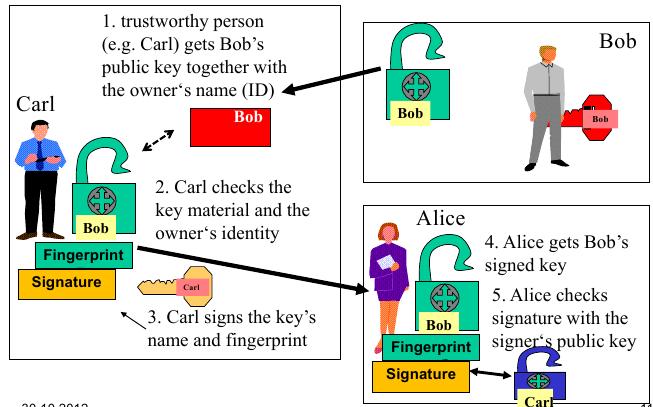 1. trustworthy person
(e.g. Carl) gets Bob's
public key together with
the owner's name (ID)
Bob
Carl
Bob
Bob
Bob
2. Carl checks the
key material and the
owner's identity
Bob
Fingerprint
Signature
Carl
3. Carl signs the key's
name and fingerprint
Alice
4. Alice gets Bob's
signed key
5. Alice checks
signature with the
signer's public key
Bob
Fingerprint
Signature
Carl